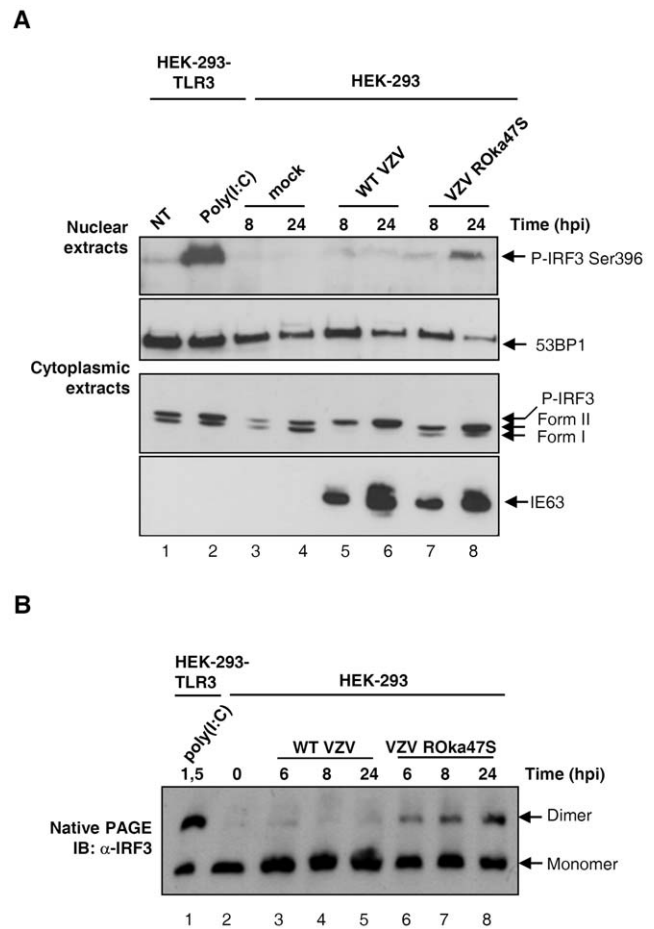 A
HEK-293-
TLR3
HEK-293
NT
Poly(I:C)
mock
WT VZV
VZV ROka47S
8 24 8 24 8 24 Time (hpi)
Nuclear
extracts
P-IRF3 Ser396
53BP1
Cytoplasmic
extracts
P-IRF3
Form II
Form I
IE63
1 2 3 4 5 6 7 8
B
HEK-293-
TLR3
HEK-293
poly(I:C)
WT VZV VZV ROka47S
1,5 0 6 8 24 6 8 24 Time (hpi)
Native PAGE
IB: α-IRF3
Dimer
Monomer
1 2 3 4 5 6 7 8